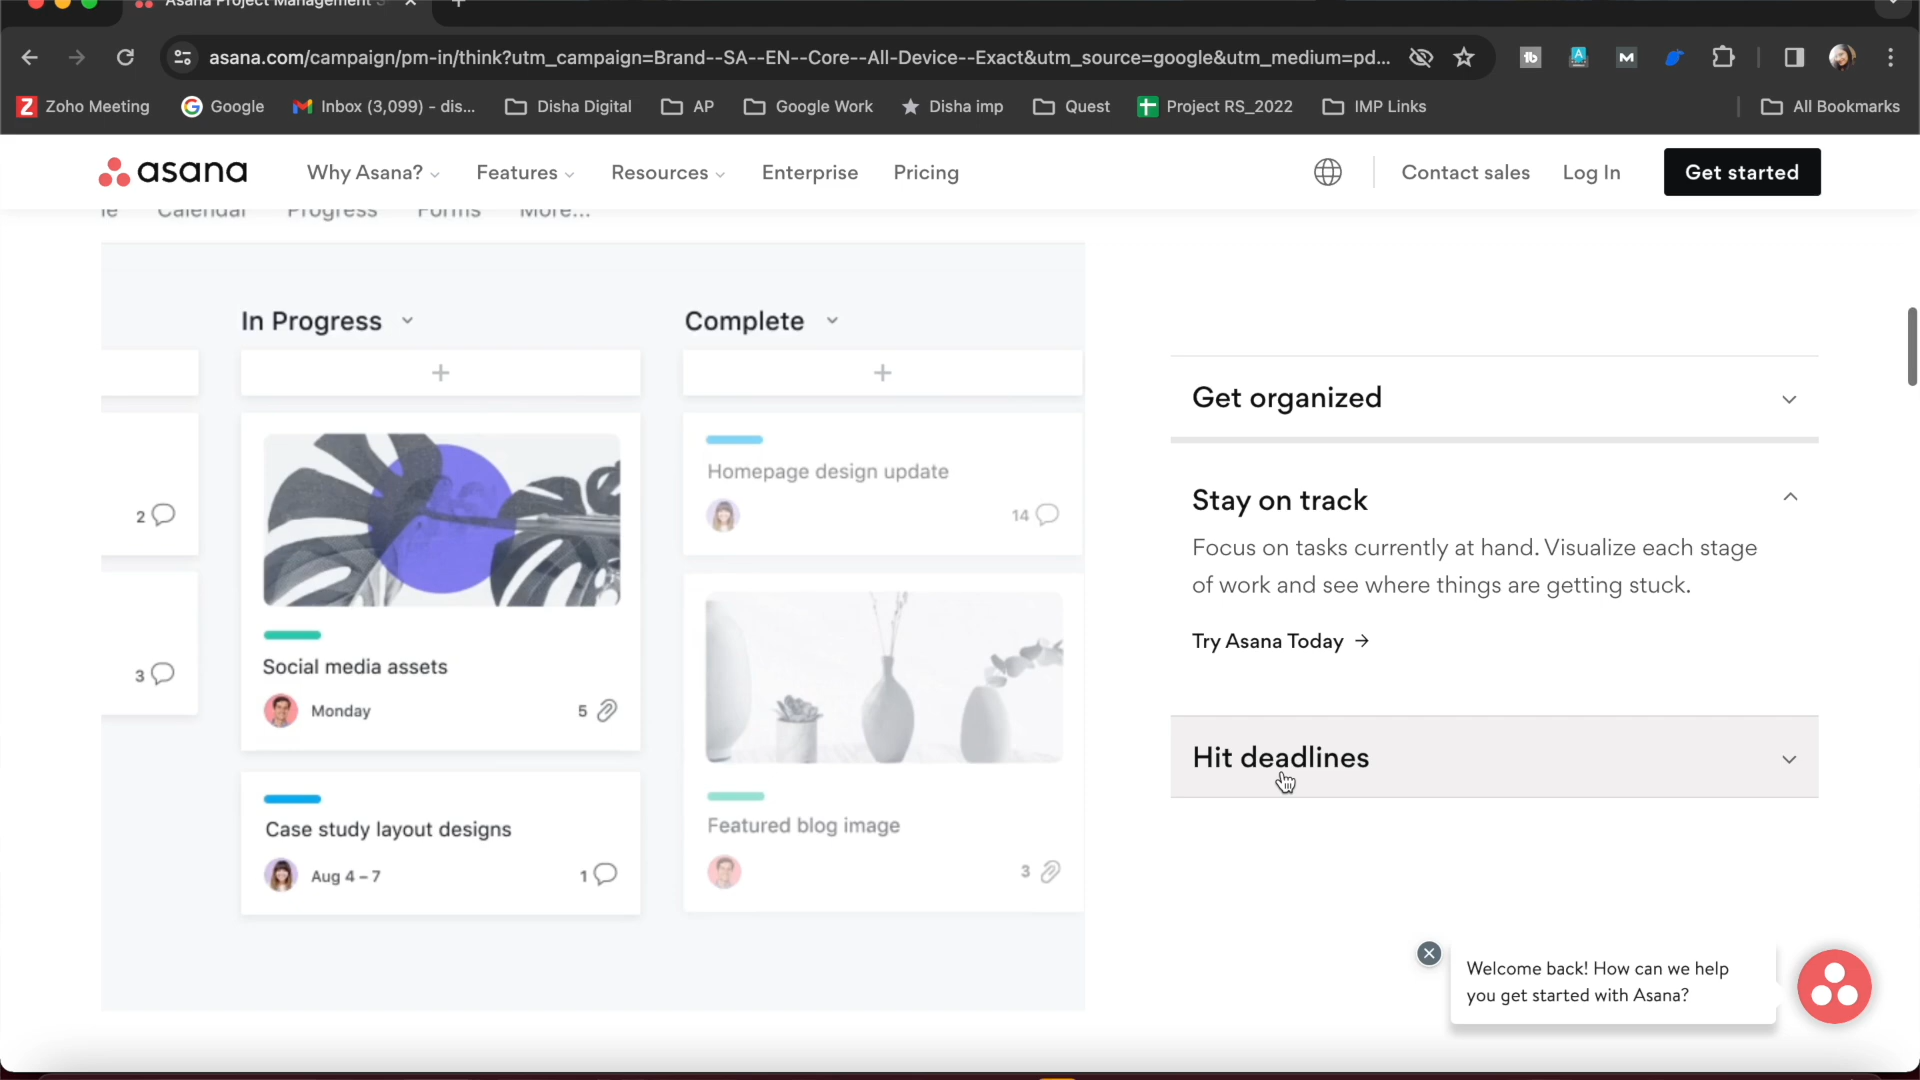 Asana Project Management S
asana.com/campaign/pm-in/think?utm_campaign=Brand--SA--EN--Core--All-Device--Exact&utm_source=google&utm_medium=pd...
Zoho Meeting
Google
Inbox (3,099) - dis...
Disha Digital
AP
Google Work
Disha imp
Quest
Project RS_2022
IMP Links
All Bookmarks
asana
Why Asana?
Features
Resources
Enterprise
Pricing
Contact sales
Log In
Get started
Calendar
Progress
Forms
More...
In Progress
Complete
2
3
Social media assets
Monday
5
Case study layout designs
Aug 4 – 7
1
Homepage design update
14
Featured blog image
3
Get organized
Stay on track
Focus on tasks currently at hand. Visualize each stage
of work and see where things are getting stuck.
Try Asana Today →
Hit deadlines
Welcome back! How can we help
you get started with Asana?